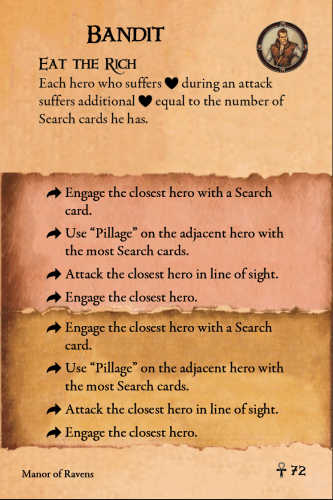 Bandit
Eat the Rich
Each hero who suffers ♥ during an attack
suffers additional ♥ equal to the number of
Search cards he has.
Engage the closest hero with a Search
card.
Use “Pillage” on the adjacent hero with
the most Search cards.
Attack the closest hero in line of sight.
Engage the closest hero.
Engage the closest hero with a Search
card.
Use “Pillage” on the adjacent hero with
the most Search cards.
Attack the closest hero in line of sight.
Engage the closest hero.
Manor of Ravens
72